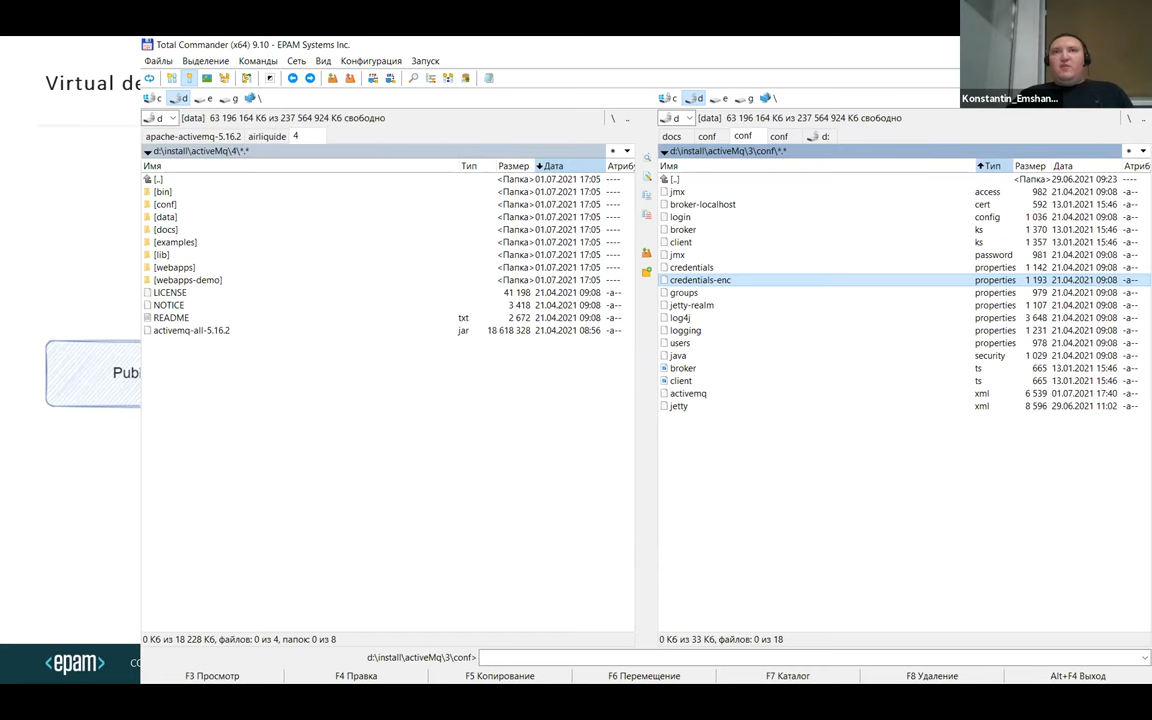 Virtual de
Total Commander (x64) 9.10 - EPAM Systems Inc.
Файлы Выделение Команды Сеть Вид Конфигурация Запуск
c d e g \
c d e g \
d [data] 63 196 164 Кб из 237 564 924 Кб свободно \ ..
d [data] 63 196 164 Кб из 237 564 924 Кб свободно \ ..
apache-activemq-5.16.2 airliquide 4
docs conf conf conf d:
d:\install\activeMq\4\*.*
Имя Тип Размер Дата Атрибу
[..] <Папка> 01.07.2021 17:05 ----
[bin] <Папка> 01.07.2021 17:05 ----
[conf] <Папка> 01.07.2021 17:05 ----
[data] <Папка> 01.07.2021 17:05 ----
[docs] <Папка> 01.07.2021 17:05 ----
[examples] <Папка> 01.07.2021 17:05 ----
[lib] <Папка> 01.07.2021 17:05 ----
[webapps] <Папка> 01.07.2021 17:05 ----
[webapps-demo] <Папка> 01.07.2021 17:05 ----
LICENSE 41 198 21.04.2021 09:08 -a--
NOTICE 3 418 21.04.2021 09:08 -a--
README txt 2 672 21.04.2021 09:08 -a--
activemq-all-5.16.2 jar 18 618 328 21.04.2021 08:56 -a--
0 Кб из 18 228 Кб, файлов: 0 из 4, папок: 0 из 8
d:\install\activeMq\3\conf\*.*
Имя Тип Размер Дата Атриб
[..] <Папка> 29.06.2021 09:23 ----
jmx access 982 21.04.2021 09:08 -a--
broker-localhost cert 592 13.01.2021 15:46 -a--
login config 1 036 21.04.2021 09:08 -a--
broker ks 1 370 13.01.2021 15:46 -a--
client ks 1 357 13.01.2021 15:46 -a--
jmx password 981 21.04.2021 09:08 -a--
credentials properties 1 142 21.04.2021 09:08 -a--
credentials-enc properties 1 193 21.04.2021 09:08 -a--
groups properties 979 21.04.2021 09:08 -a--
jetty-realm properties 1 107 21.04.2021 09:08 -a--
log4j properties 3 648 21.04.2021 09:08 -a--
logging properties 1 231 21.04.2021 09:08 -a--
users properties 978 21.04.2021 09:08 -a--
java security 1 029 21.04.2021 09:08 -a--
broker ts 665 13.01.2021 15:46 -a--
client ts 665 13.01.2021 15:46 -a--
activemq xml 6 539 01.07.2021 17:40 -a--
jetty xml 8 596 29.06.2021 11:02 -a--
0 Кб из 33 Кб, файлов: 0 из 18
d:\install\activeMq\3\conf>
F3 Просмотр F4 Правка F5 Копирование F6 Перемещение F7 Каталог F8 Удаление Alt+F4 Выход
Konstantin_Emshan...
Publ
<epam> CO